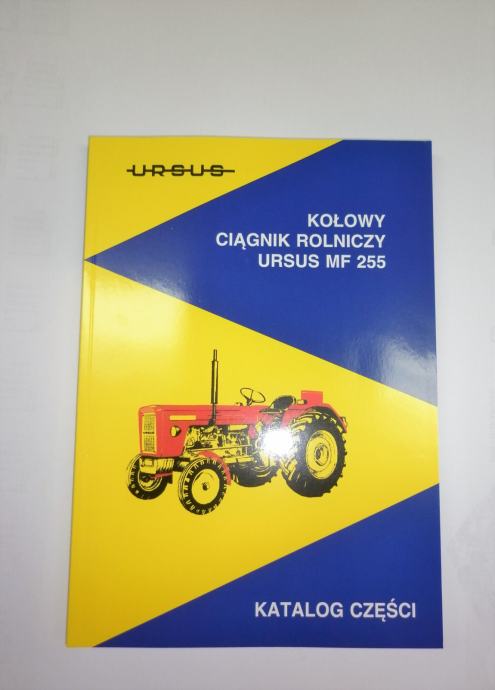 URSUS
KOŁOWY
CIĄGNIK ROLNICZY
URSUS MF 255
KATALOG CZĘŚCI